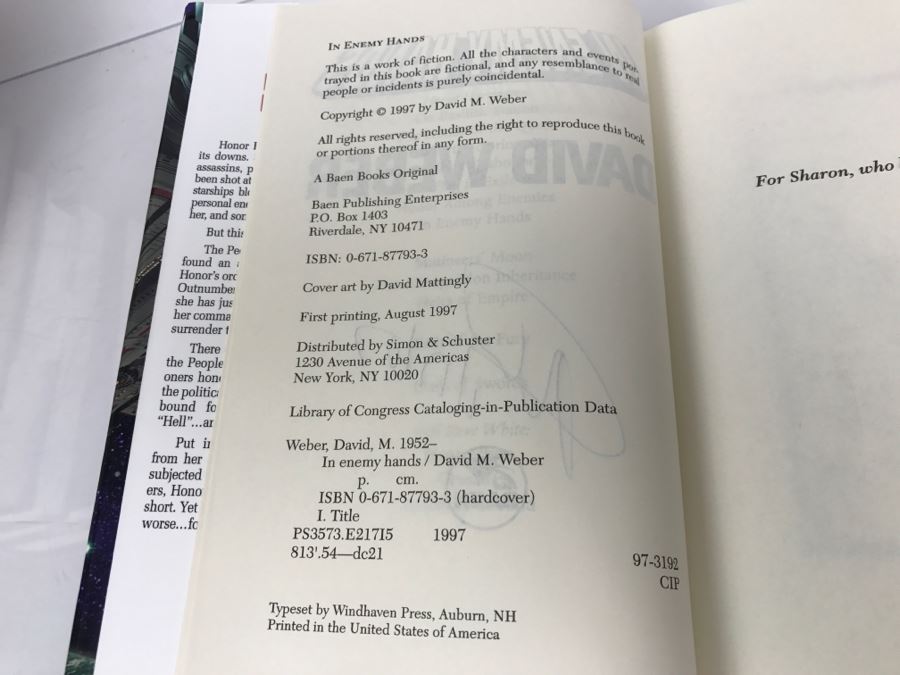 Honor
its downs.
assassins, p
been shot at
starships bl
personal ene
her, and som
But this
The Peo
found an a
Honor's orc
Outnumber
she has jus
her comma
surrender t
There
the People
oners hono
the politica
bound fo
"Hell"...an
Put in
from her
subjected
ers, Hono
short. Yet
worse...fo
IN ENEMY HANDS
This is a work of fiction. All the characters and events por-
trayed in this book are fictional, and any resemblance to real
people or incidents is purely coincidental.
Copyright © 1997 by David M. Weber
All rights reserved, including the right to reproduce this book
or portions thereof in any form.
A Baen Books Original
Baen Publishing Enterprises
P.O. Box 1403
Riverdale, NY 10471
ISBN: 0-671-87793-3
Cover art by David Mattingly
First printing, August 1997
Distributed by Simon & Schuster
1230 Avenue of the Americas
New York, NY 10020
Library of Congress Cataloging-in-Publication Data
Weber, David, M. 1952–
In enemy hands / David M. Weber
p. cm.
ISBN 0-671-87793-3 (hardcover)
I. Title
PS3573.E217I5 1997
813'.54—dc21
97-3192
CIP
Typeset by Windhaven Press, Auburn, NH
Printed in the United States of America
For Sharon, who